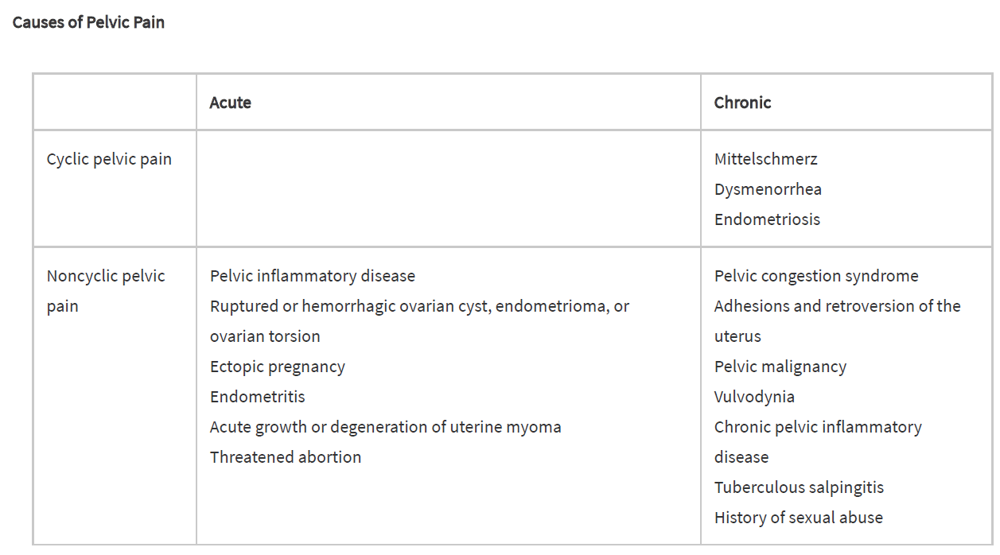 Causes of Pelvic Pain
Acute
Chronic
Cyclic pelvic pain
Mittelschmerz
Dysmenorrhea
Endometriosis
Noncyclic pelvic
pain
Pelvic inflammatory disease
Ruptured or hemorrhagic ovarian cyst, endometrioma, or
ovarian torsion
Ectopic pregnancy
Endometritis
Acute growth or degeneration of uterine myoma
Threatened abortion
Pelvic congestion syndrome
Adhesions and retroversion of the
uterus
Pelvic malignancy
Vulvodynia
Chronic pelvic inflammatory
disease
Tuberculous salpingitis
History of sexual abuse